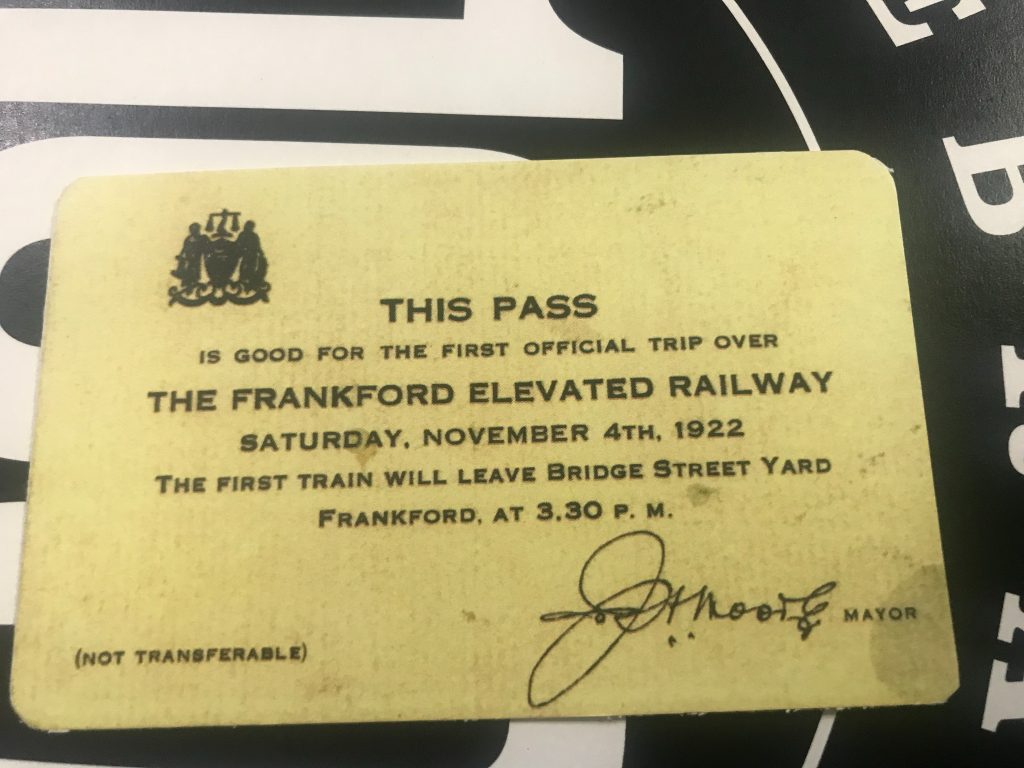 THIS PASS
IS GOOD FOR THE FIRST OFFICIAL TRIP OVER
THE FRANKFORD ELEVATED RAILWAY
SATURDAY, NOVEMBER 4TH, 1922
THE FIRST TRAIN WILL LEAVE BRIDGE STREET YARD
FRANKFORD, AT 3.30 P. M.
J. H Moore MAYOR
(NOT TRANSFERABLE)